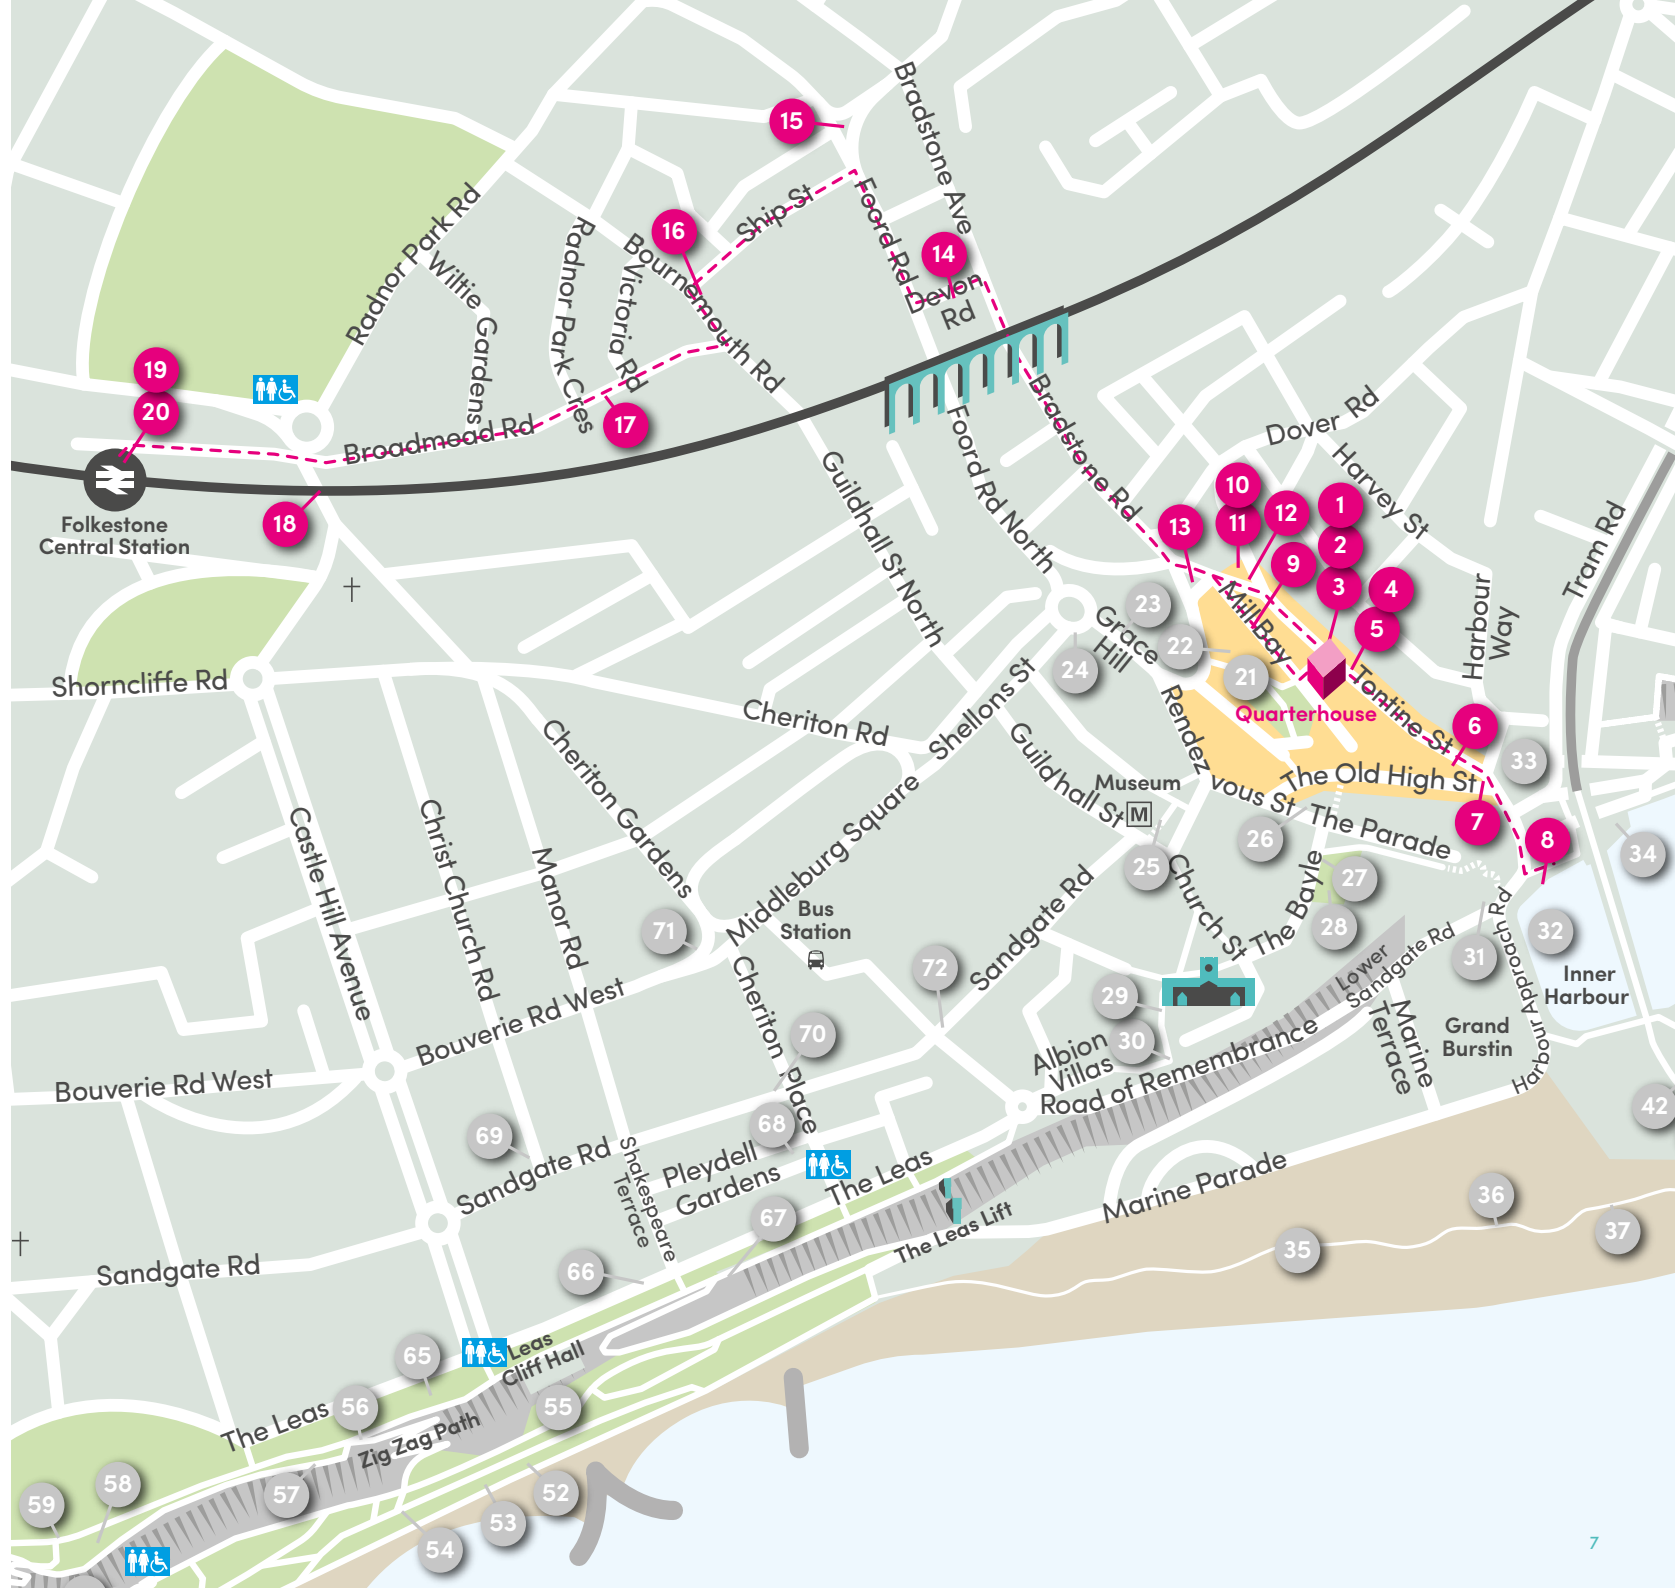 Bradstone Ave
15
Ship St
Foord Rd
Radnor Park Rd
16
Bournemouth Rd
Radnor Park Cres
Victoria Rd
Wiltie Gardens
14
Devon
Rd
19
20
Broadmead Rd
17
18
Folkestone
Central Station
Bradstone Rd
Foord Rd North
Guildhall St North
Dover Rd
Harvey St
Tram Rd
10
11
12
13
1
2
3
4
5
9
Mill Bay
Harbour
Way
23
Grace
Hill
22
24
21
Quarterhouse
Tontine St
6
33
Shorncliffe Rd
Cheriton Rd
Shellons St
Rendez
vous St
The Old High St
7
8
34
Guildhall St
Museum
M
Cheriton Gardens
Middleburg Square
The Parade
26
25
27
28
Church St
The Bayle
Castle Hill Avenue
Christ Church Rd
Manor Rd
Bus
Station
71
72
Sandgate Rd
Lower
Sandgate Rd
31
32
Inner
Harbour
Harbour Approach Rd
Cheriton Place
Bouverie Rd West
29
30
Albion
Villas
Marine
Terrace
Grand
Burstin
70
Bouverie Rd West
Road of Remembrance
42
69
68
Sandgate Rd
Shakespeare
Terrace
Pleydell
Gardens
The Leas
Marine Parade
36
37
35
67
The Leas Lift
66
Sandgate Rd
65
Leas
Cliff Hall
56
55
The Leas
Zig Zag Path
57
58
59
52
53
54
7